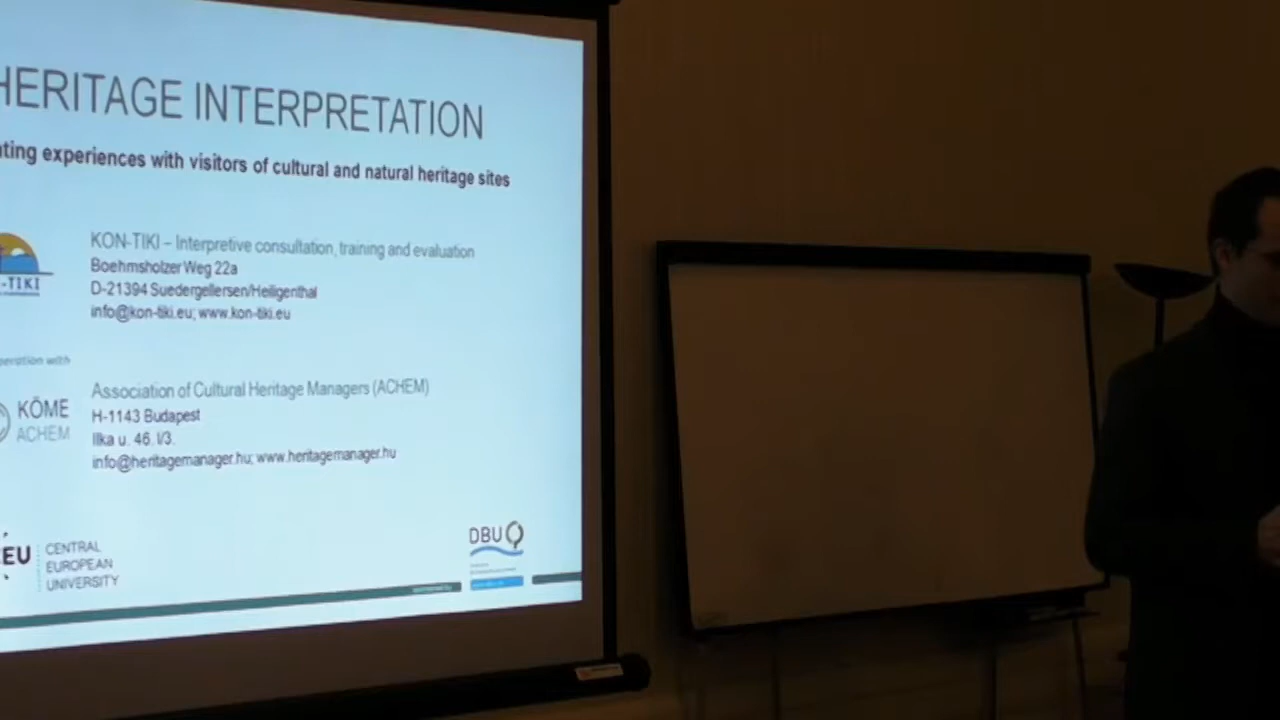 HERITAGE INTERPRETATION
ating experiences with visitors of cultural and natural heritage sites
KON-TIKI – Interpretive consultation, training and evaluation
Boehmsholzer Weg 22a
D-21394 Suedergellersen/Heiligenthal
info@kon-tiki.eu; www.kon-tiki.eu
-TIKI
peration with
Association of Cultural Heritage Managers (ACHEM)
H-1143 Budapest
Ilka u. 46. I/3.
info@heritagemanager.hu; www.heritagemanager.hu
KÖME
ACHEM
EU
CENTRAL
EUROPEAN
UNIVERSITY
DBU